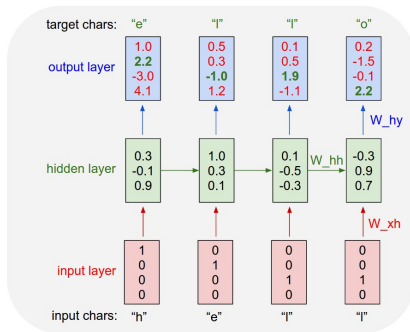 target chars: “e” “l” “l” “o”
1.0 0.5 0.1 0.2
2.2 0.3 0.5 -1.5
output layer -3.0 -1.0 1.9 -0.1
4.1 1.2 -1.1 2.2
W_hy
0.3 1.0 0.1 W_hh -0.3
hidden layer -0.1 0.3 -0.5 0.9
0.9 0.1 -0.3 0.7
W_xh
1 0 0 0
input layer 0 1 0 0
0 0 1 1
0 0 0 0
input chars: “h” “e” “l” “l”